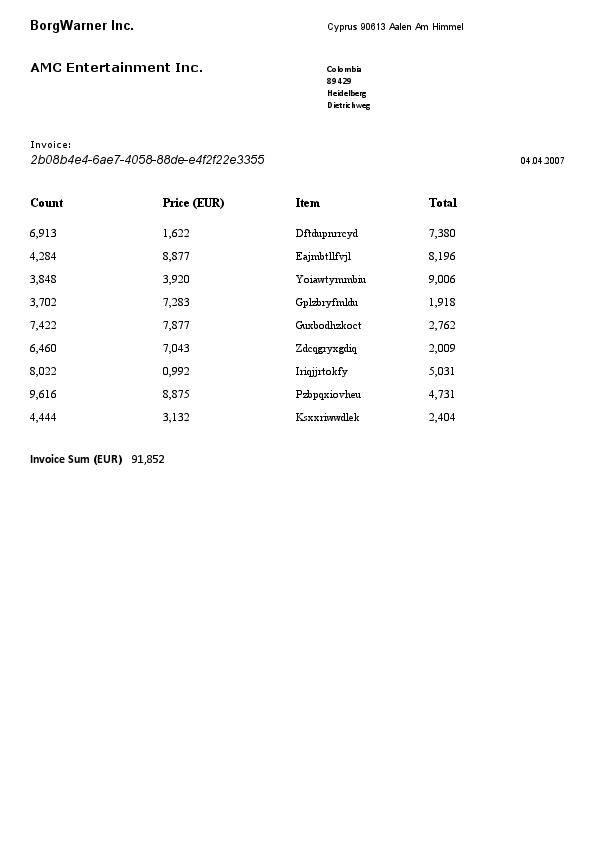 BorgWarner Inc. Cyprus 90613 Aalen Am Himmel
AMC Entertainment Inc. Colombia
89429
Heidelberg
Dietrichweg
Invoice:
2b08b4e4-6ae7-4058-88de-e4f2f22e3355 04.04.2007
Count Price (EUR) Item Total
6,913 1,622 Dftdupnrrcyd 7,380
4,284 8,877 Eajmbtllfvjl 8,196
3,848 3,920 Yoiawtymmbiu 9,006
3,702 7,283 Gplzbryfmldu 1,918
7,422 7,877 Guxbodhzkoct 2,762
6,460 7,043 Zdcqgryxgdiq 2,009
8,022 0,992 Iriqjjrtokfy 5,031
9,616 8,875 Pzbpqxiovheu 4,731
4,444 3,132 Ksxxriwwdlek 2,404
Invoice Sum (EUR) 91,852